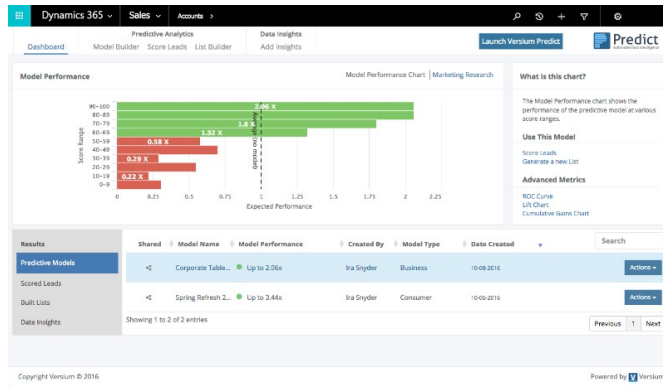 Dynamics 365 Sales Accounts >
Predictive Analytics Data Insights
Dashboard Model Builder Score Leads List Builder Add Insights
Launch Versium Predict
Predict
Model Performance
Model Performance Chart | Marketing Research
Score Range
90-100
80-89
70-79
60-69
50-59
40-49
30-39
20-29
10-19
0-9
2.06 X
1.8 X
1.32 X
0.58 X
0.29 X
0.22 X
Average (no model)
0 0.25 0.5 0.75 1 1.25 1.5 1.75 2 2.25
Expected Performance
What is this chart?
The Model Performance chart shows the
performance of the predictive model at various
score ranges.
Use This Model
Score Leads
Generate a new List
Advanced Metrics
ROC Curve
Lift Chart
Cumulative Gains Chart
Results
Predictive Models
Scored Leads
Built Lists
Data Insights
Shared Model Name Model Performance Created By Model Type Date Created
Search
Corporate Table... Up to 2.06x Ira Snyder Business 10-08-2016 Actions
Spring Refresh 2... Up to 3.44x Ira Snyder Consumer 10-06-2016 Actions
Showing 1 to 2 of 2 entries
Previous 1 Next
Copyright Versium © 2016
Powered by Versium